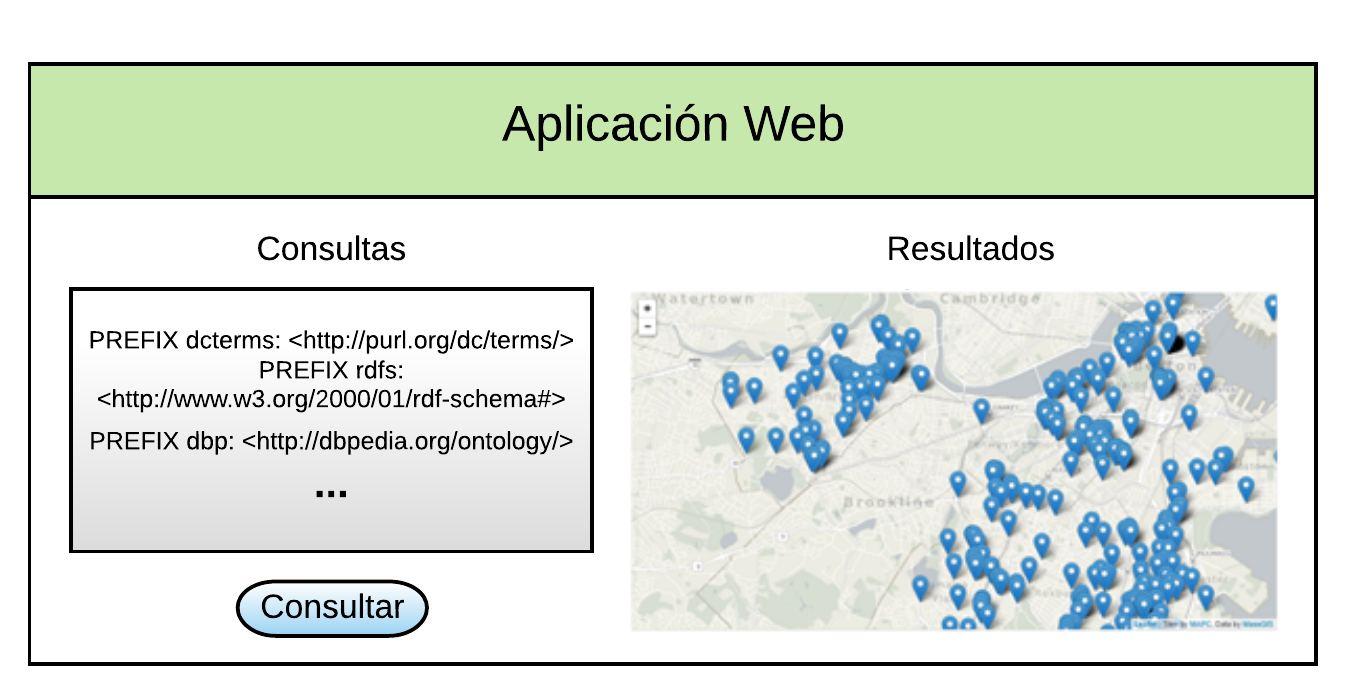 Aplicación Web
Consultas
PREFIX dcterms: <http://purl.org/dc/terms/>
PREFIX rdfs:
<http://www.w3.org/2000/01/rdf-schema#>
PREFIX dbp: <http://dbpedia.org/ontology/>
...
Consultar
Resultados
Watertown
Cambridge
+
-
Brookline